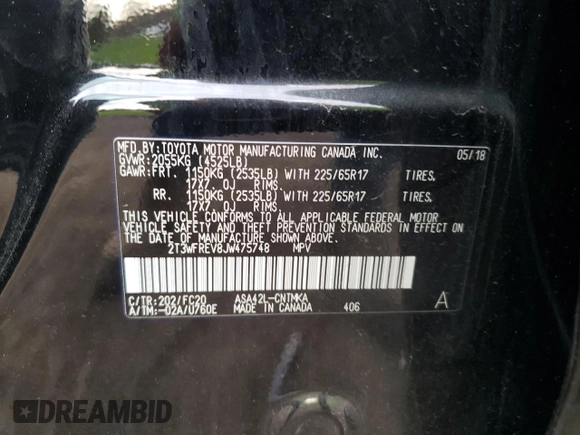 MFD.BY:TOYOTA MOTOR MANUFACTURING CANADA INC.
GVWR:2055KG (4525LB) 05/18
GAWR:FRT. 1150KG (2535LB) WITH 225/65R17 TIRES,
17X7.0J RIMS.
RR. 1150KG (2535LB) WITH 225/65R17 TIRES,
17X7.0J RIMS.
THIS VEHICLE CONFORMS TO ALL APPLICABLE FEDERAL MOTOR
VEHICLE SAFETY AND THEFT PREVENTION STANDARDS IN EFFECT ON
THE DATE OF MANUFACTURE SHOWN ABOVE.
2T3WFREV8JW475748 MPV
C/TR:202/FC20 ASA42L-CNTMKA A
A/TM:-02A/U760E MADE IN CANADA 406
DREAMBID